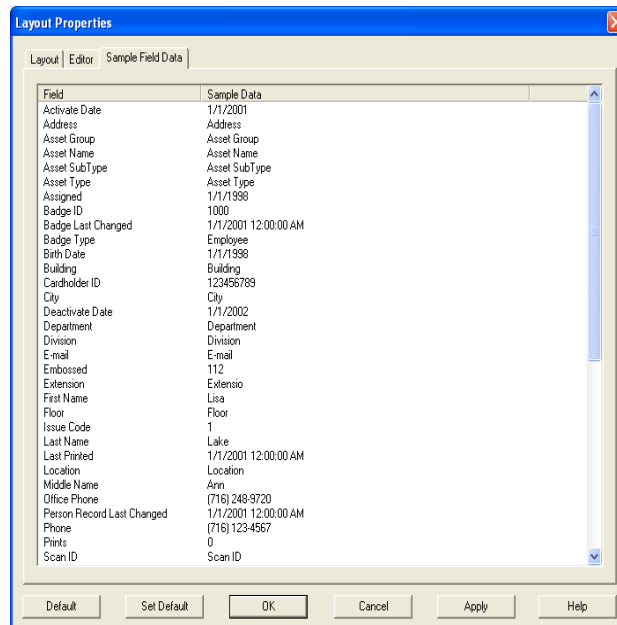 Layout Properties
Layout Editor Sample Field Data
Field Sample Data
Activate Date 1/1/2001
Address Address
Asset Group Asset Group
Asset Name Asset Name
Asset SubType Asset SubType
Asset Type Asset Type
Assigned 1/1/1998
Badge ID 1000
Badge Last Changed 1/1/2001 12:00:00 AM
Badge Type Employee
Birth Date 1/1/1998
Building Building
Cardholder ID 123456789
City City
Deactivate Date 1/1/2002
Department Department
Division Division
E-mail E-mail
Embossed 112
Extension Extensio
First Name Lisa
Floor Floor
Issue Code 1
Last Name Lake
Last Printed 1/1/2001 12:00:00 AM
Location Location
Middle Name Ann
Office Phone (716) 248-9720
Person Record Last Changed 1/1/2001 12:00:00 AM
Phone (716) 123-4567
Prints 0
Scan ID Scan ID
Default Set Default OK Cancel Apply Help